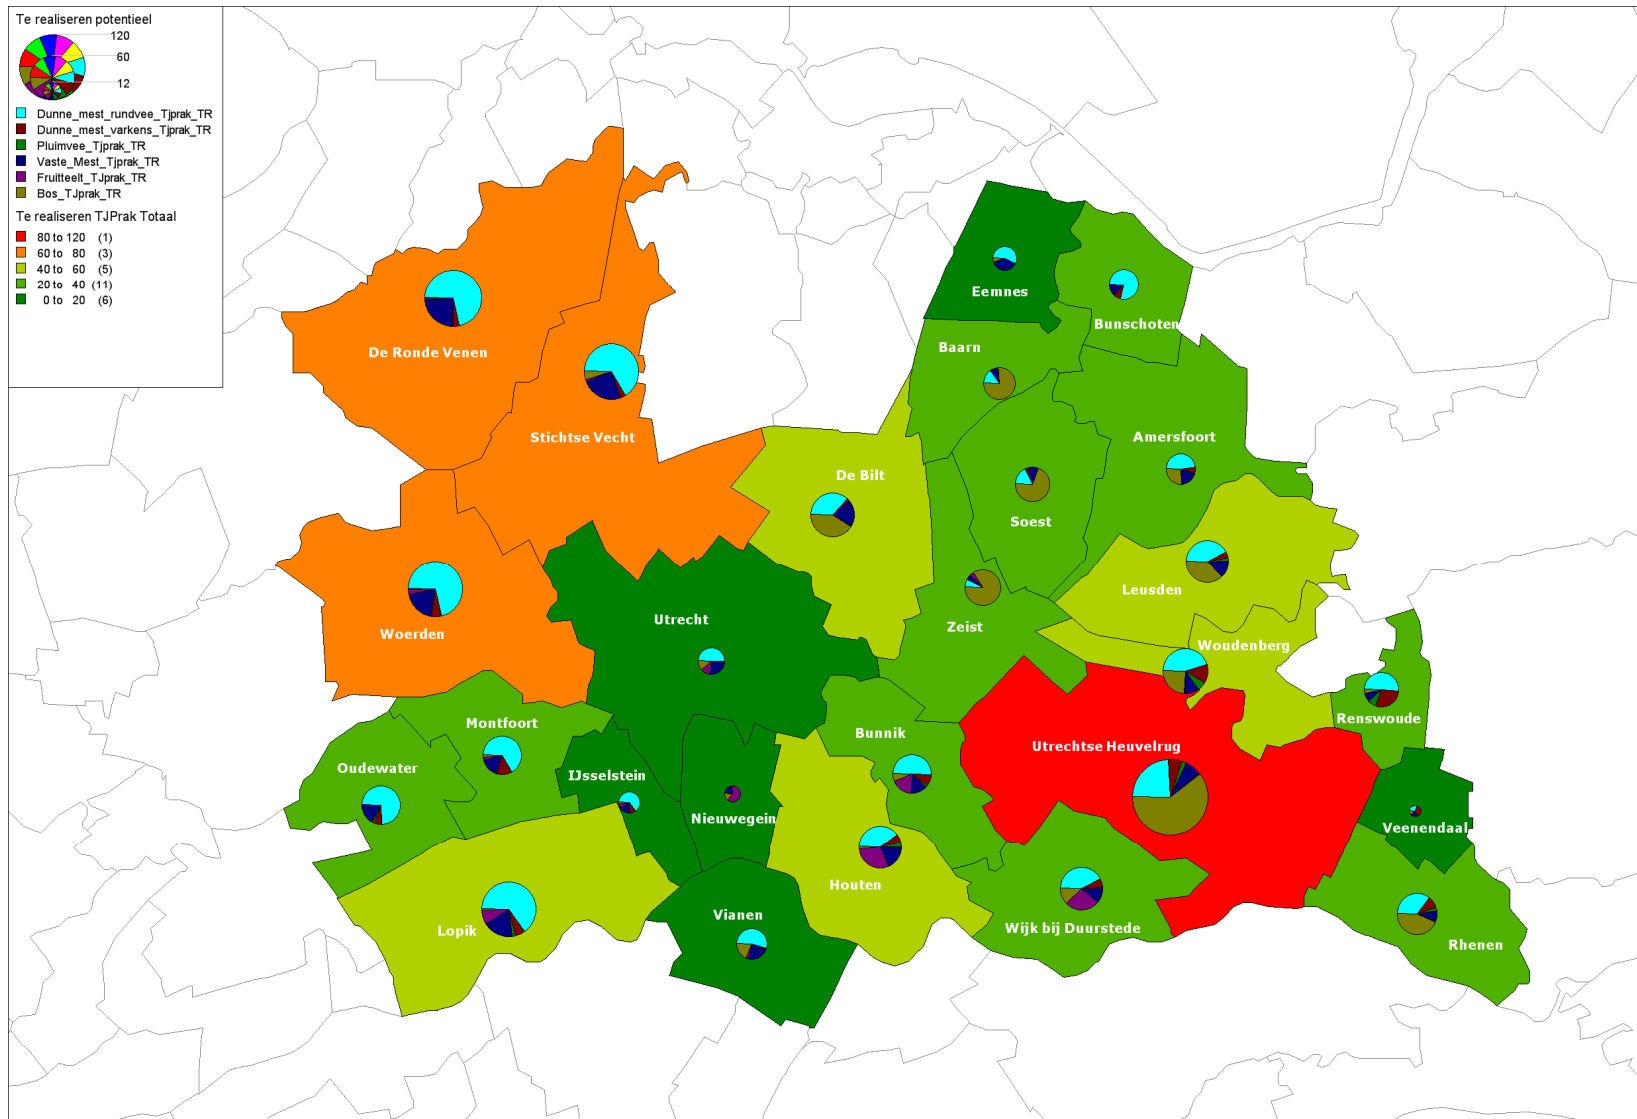 Te realiseren potentieel
120
60
12
Dunne_mest_rundvee_Tjprak_TR
Dunne_mest_varkens_Tjprak_TR
Pluimvee_Tjprak_TR
Vaste_Mest_Tjprak_TR
Fruitteelt_TJprak_TR
Bos_TJprak_TR
Te realiseren TJPrak Totaal
80 to 120 (1)
60 to 80 (3)
40 to 60 (5)
20 to 40 (11)
0 to 20 (6)
Eemnes
Bunschoten
Baarn
De Ronde Venen
Stichtse Vecht
Amersfoort
De Bilt
Soest
Leusden
Utrecht
Zeist
Woerden
Woudenberg
Renswoude
Montfoort
Bunnik
Utrechtse Heuvelrug
Oudewater
IJsselstein
Nieuwegein
Veenendaal
Houten
Vianen
Lopik
Wijk bij Duurstede
Rhenen